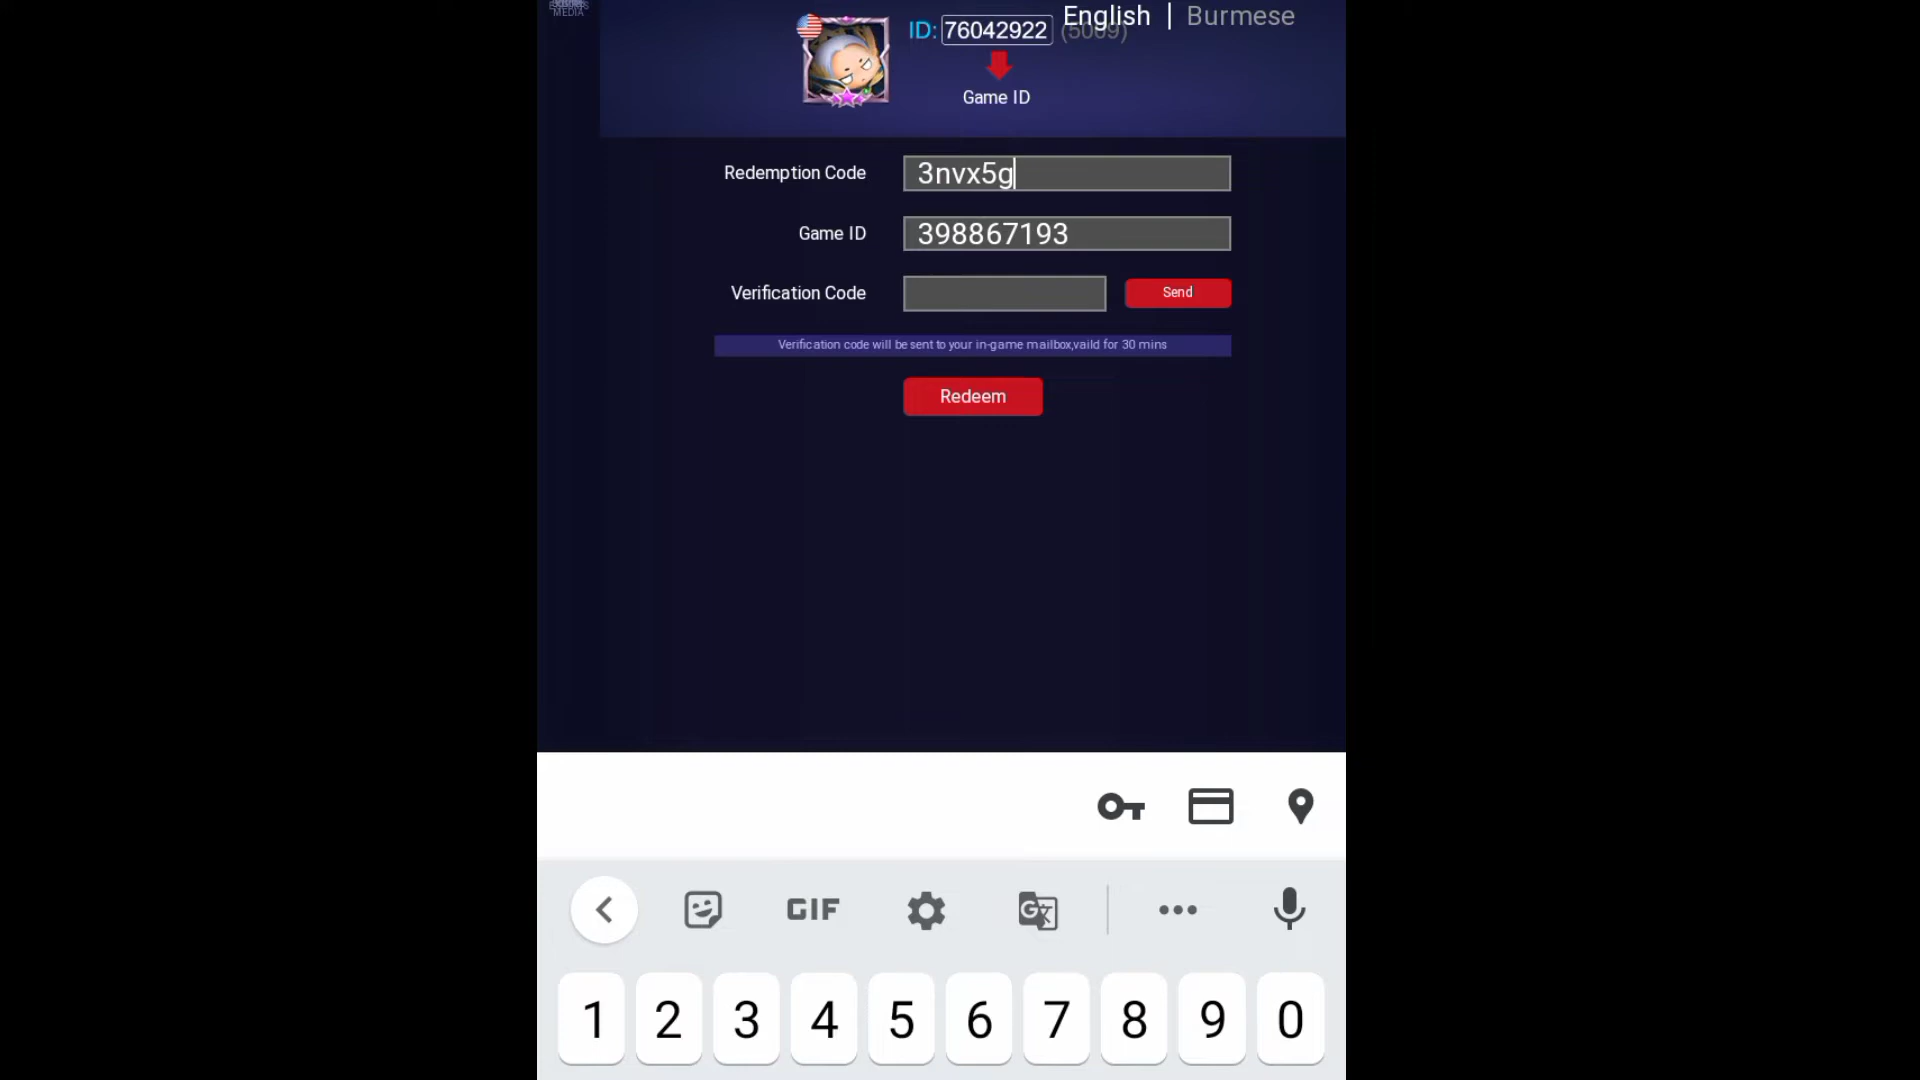 MEDIA
English | Burmese
ID: 76042922 (5009)
Game ID
Redemption Code 3nvx5g
Game ID 398867193
Verification Code Send
Verification code will be sent to your in-game mailbox,vaild for 30 mins
Redeem
GIF
G
1 2 3 4 5 6 7 8 9 0